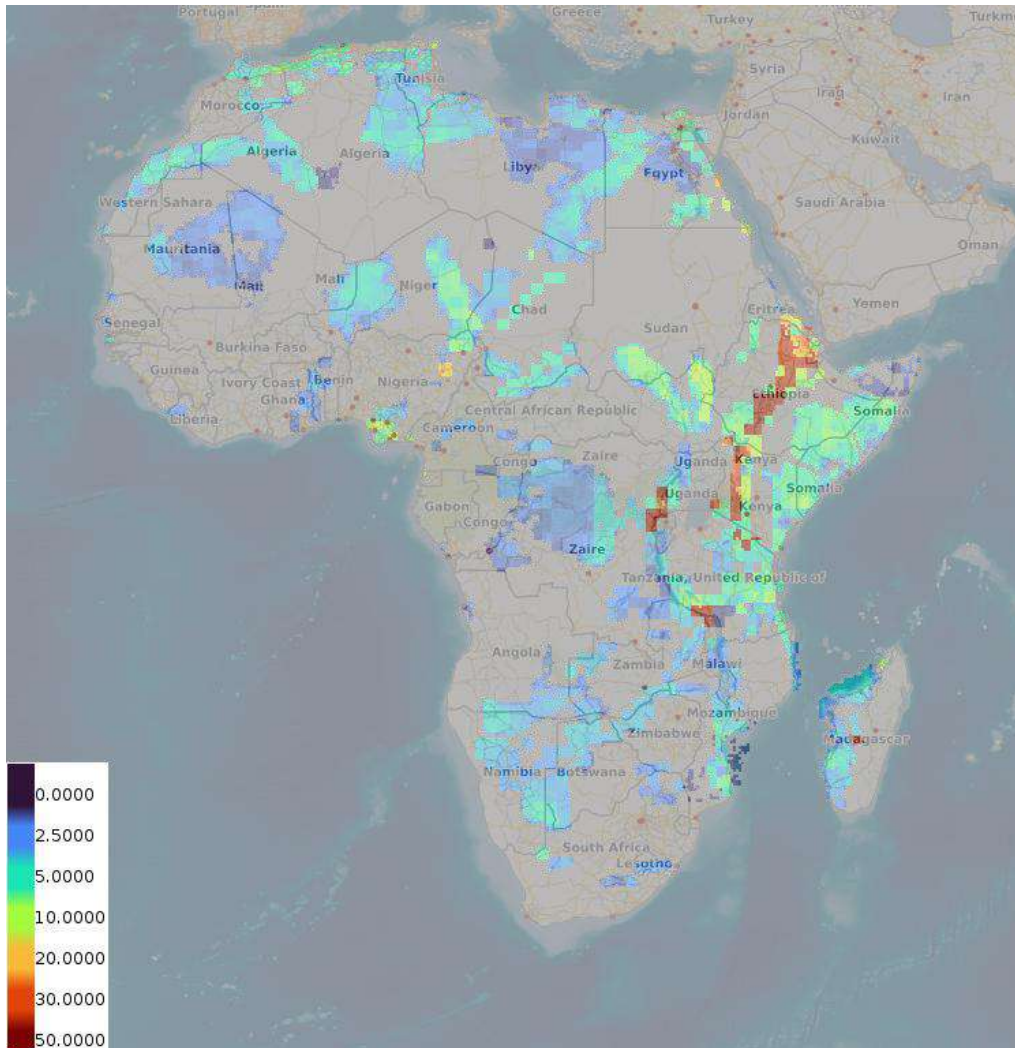 Portugal
Spain
Greece
Turkey
Turkm
Syria
Iraq
Iran
Tunisia
Morocco
Jordan
Kuwait
Algeria
Algeria
Libya
Egypt
Western Sahara
Saudi Arabia
Mauritania
Oman
Mali
Mali
Niger
Chad
Sudan
Eritrea
Yemen
Senegal
Burkina Faso
Guinea
Benin
Nigeria
Ivory Coast
Ghana
Ethiopia
Somalia
Liberia
Central African Republic
Cameroon
Congo
Zaire
Uganda
Kenya
Uganda
Somalia
Gabon
Kenya
Congo
Zaire
Tanzania, United Republic of
Angola
Zambia
Malawi
Mozambique
Zimbabwe
Madagascar
Namibia
Botswana
South Africa
Lesotho
0.0000
2.5000
5.0000
10.0000
20.0000
30.0000
50.0000